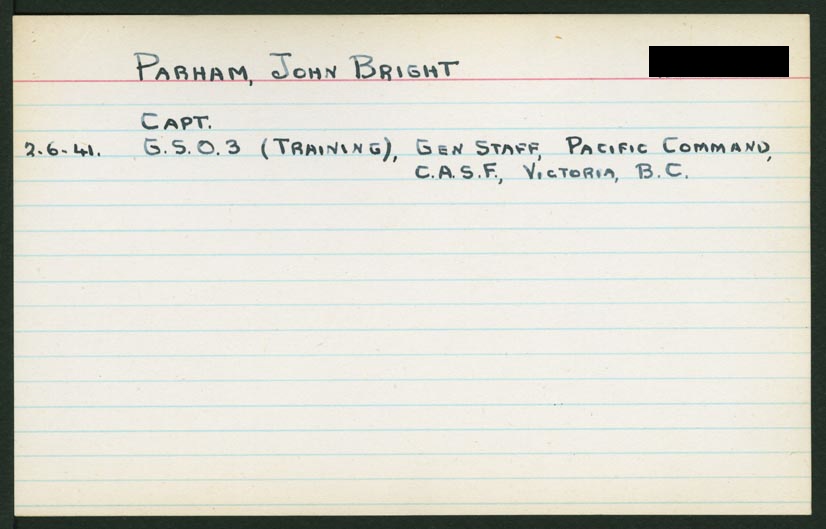 PARHAM, JOHN BRIGHT
CAPT.
2.6.41. G.S.O.3 (TRAINING), GEN STAFF, PACIFIC COMMAND,
C.A.S.F., VICTORIA, B.C.